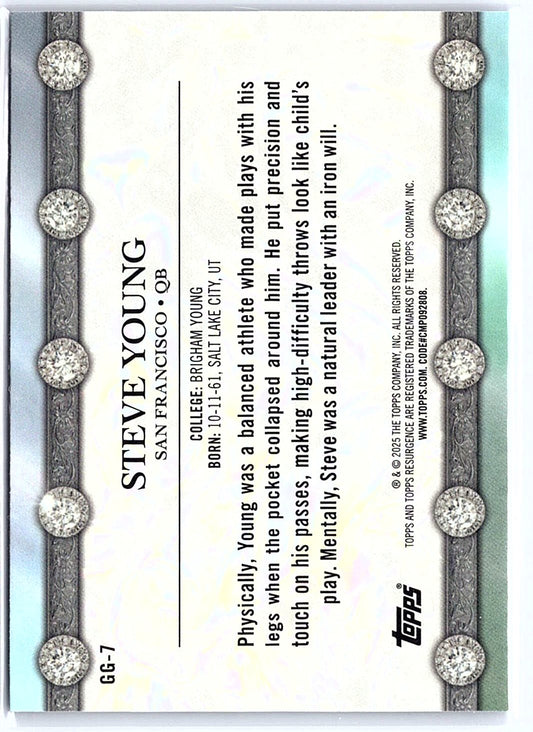 GG-7
STEVE YOUNG
SAN FRANCISCO • QB
COLLEGE: BRIGHAM YOUNG
BORN: 10-11-61, SALT LAKE CITY, UT
Physically, Young was a balanced athlete who made plays with his
legs when the pocket collapsed around him. He put precision and
touch on his passes, making high-difficulty throws look like child's
play. Mentally, Steve was a natural leader with an iron will.
topps®
® & © 2025 THE TOPPS COMPANY, INC. ALL RIGHTS RESERVED.
TOPPS AND TOPPS RESURGENCE ARE REGISTERED TRADEMARKS OF THE TOPPS COMPANY, INC.
WWW.TOPPS.COM. CODE#CMP092808.